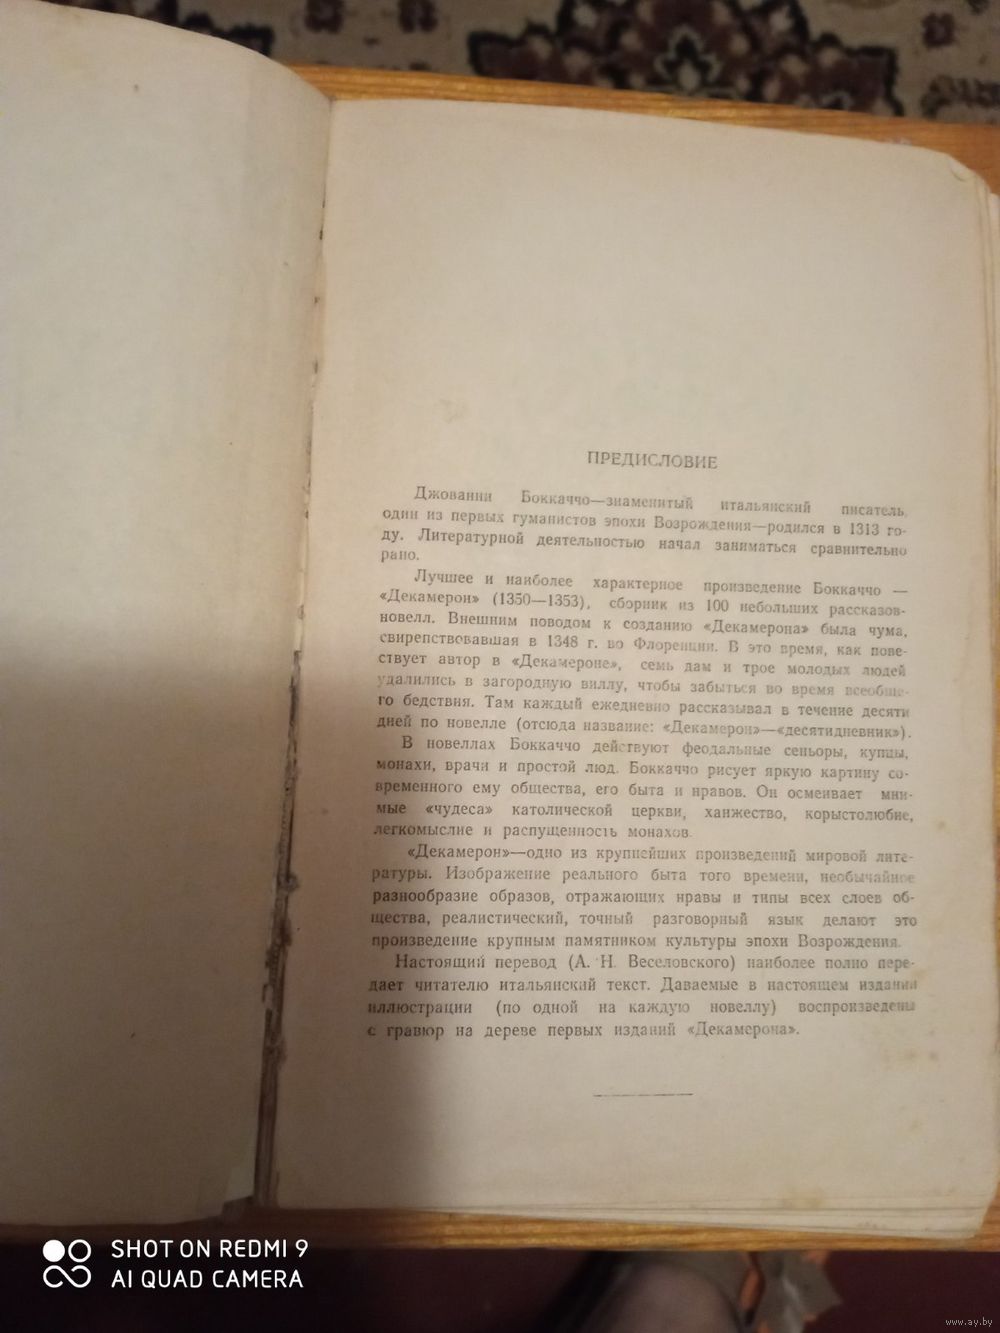 ПРЕДИСЛОВИЕ
Джованни Боккаччо—знаменитый итальянский писатель,
один из первых гуманистов эпохи Возрождения—родился в 1313 го-
ду. Литературной деятельностью начал заниматься сравнительно
рано.
Лучшее и наиболее характерное произведение Боккаччо —
«Декамерон» (1350—1353), сборник из 100 небольших рассказов-
новелл. Внешним поводом к созданию «Декамерона» была чума,
свирепствовавшая в 1348 г. во Флоренции. В это время, как пове-
ствует автор в «Декамероне», семь дам и трое молодых людей
удалились в загородную виллу, чтобы забыться во время всеобще-
го бедствия. Там каждый ежедневно рассказывал в течение десяти
дней по новелле (отсюда название: «Декамерон»—«десятидневник»).
В новеллах Боккаччо действуют феодальные сеньоры, купцы,
монахи, врачи и простой люд. Боккаччо рисует яркую картину со-
временного ему общества, его быта и нравов. Он осмеивает мни-
мые «чудеса» католической церкви, ханжество, корыстолюбие,
легкомыслие и распущенность монахов.
«Декамерон»—одно из крупнейших произведений мировой лите-
ратуры. Изображение реального быта того времени, необычайное
разнообразие образов, отражающих нравы и типы всех слоев об-
щества, реалистический, точный разговорный язык делают это
произведение крупным памятником культуры эпохи Возрождения.
Настоящий перевод (А. Н. Веселовского) наиболее полно пере-
дает читателю итальянский текст. Даваемые в настоящем издании
иллюстрации (по одной на каждую новеллу) воспроизведены
с гравюр на дереве первых изданий «Декамерона».
SHOT ON REDMI 9
AI QUAD CAMERA
www.ay.by